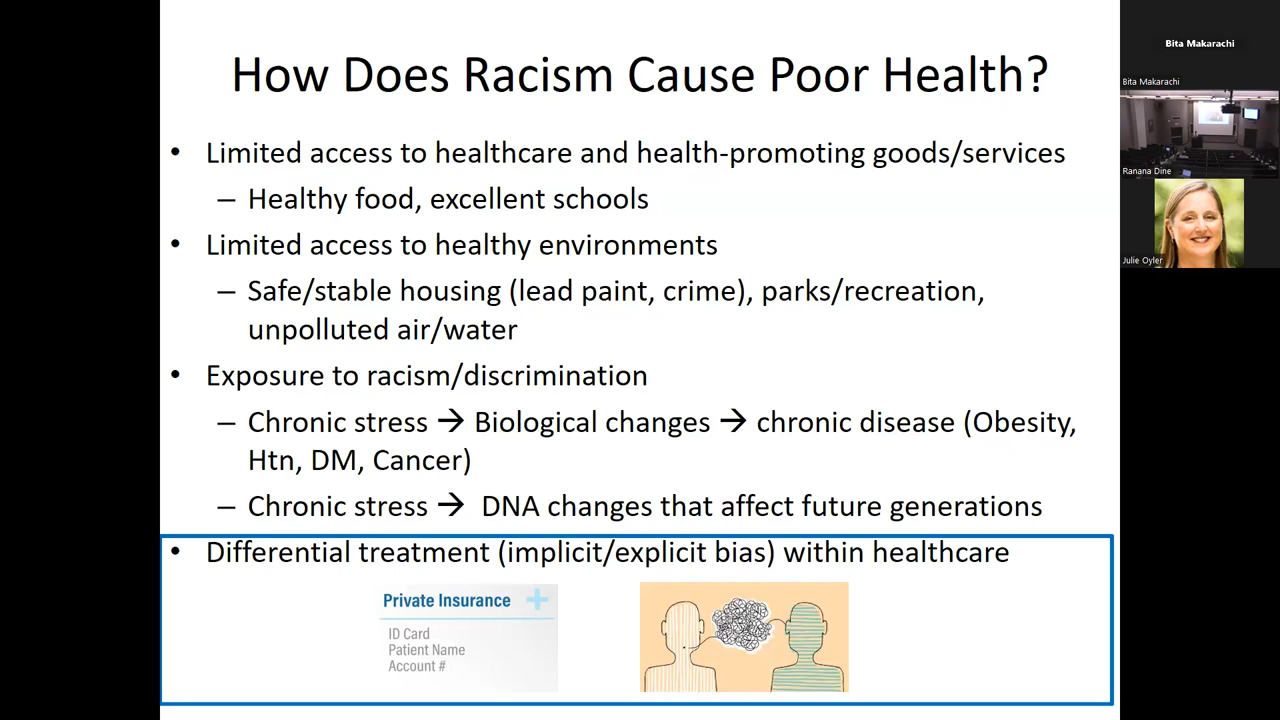 How Does Racism Cause Poor Health?
• Limited access to healthcare and health-promoting goods/services
– Healthy food, excellent schools
• Limited access to healthy environments
– Safe/stable housing (lead paint, crime), parks/recreation,
unpolluted air/water
• Exposure to racism/discrimination
– Chronic stress → Biological changes → chronic disease (Obesity,
Htn, DM, Cancer)
– Chronic stress → DNA changes that affect future generations
• Differential treatment (implicit/explicit bias) within healthcare
Private Insurance
ID Card
Patient Name
Account #
Bita Makarachi
Bita Makarachi
Ranana Dine
Julie Oyler